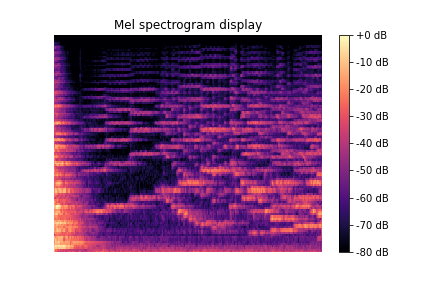 Mel spectrogram display
+0 dB
-10 dB
-20 dB
-30 dB
-40 dB
-50 dB
-60 dB
-70 dB
-80 dB